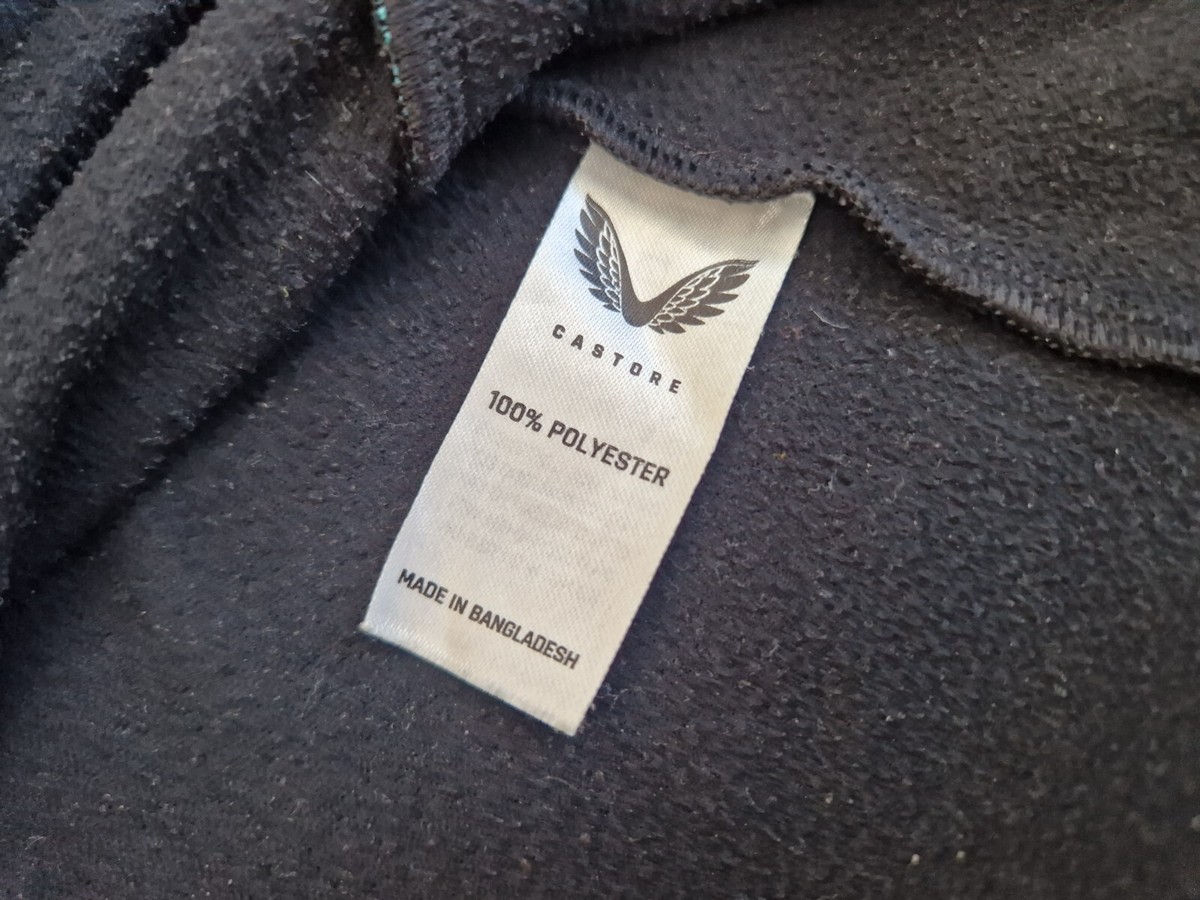 CASTORE
100% POLYESTER
MADE IN BANGLADESH